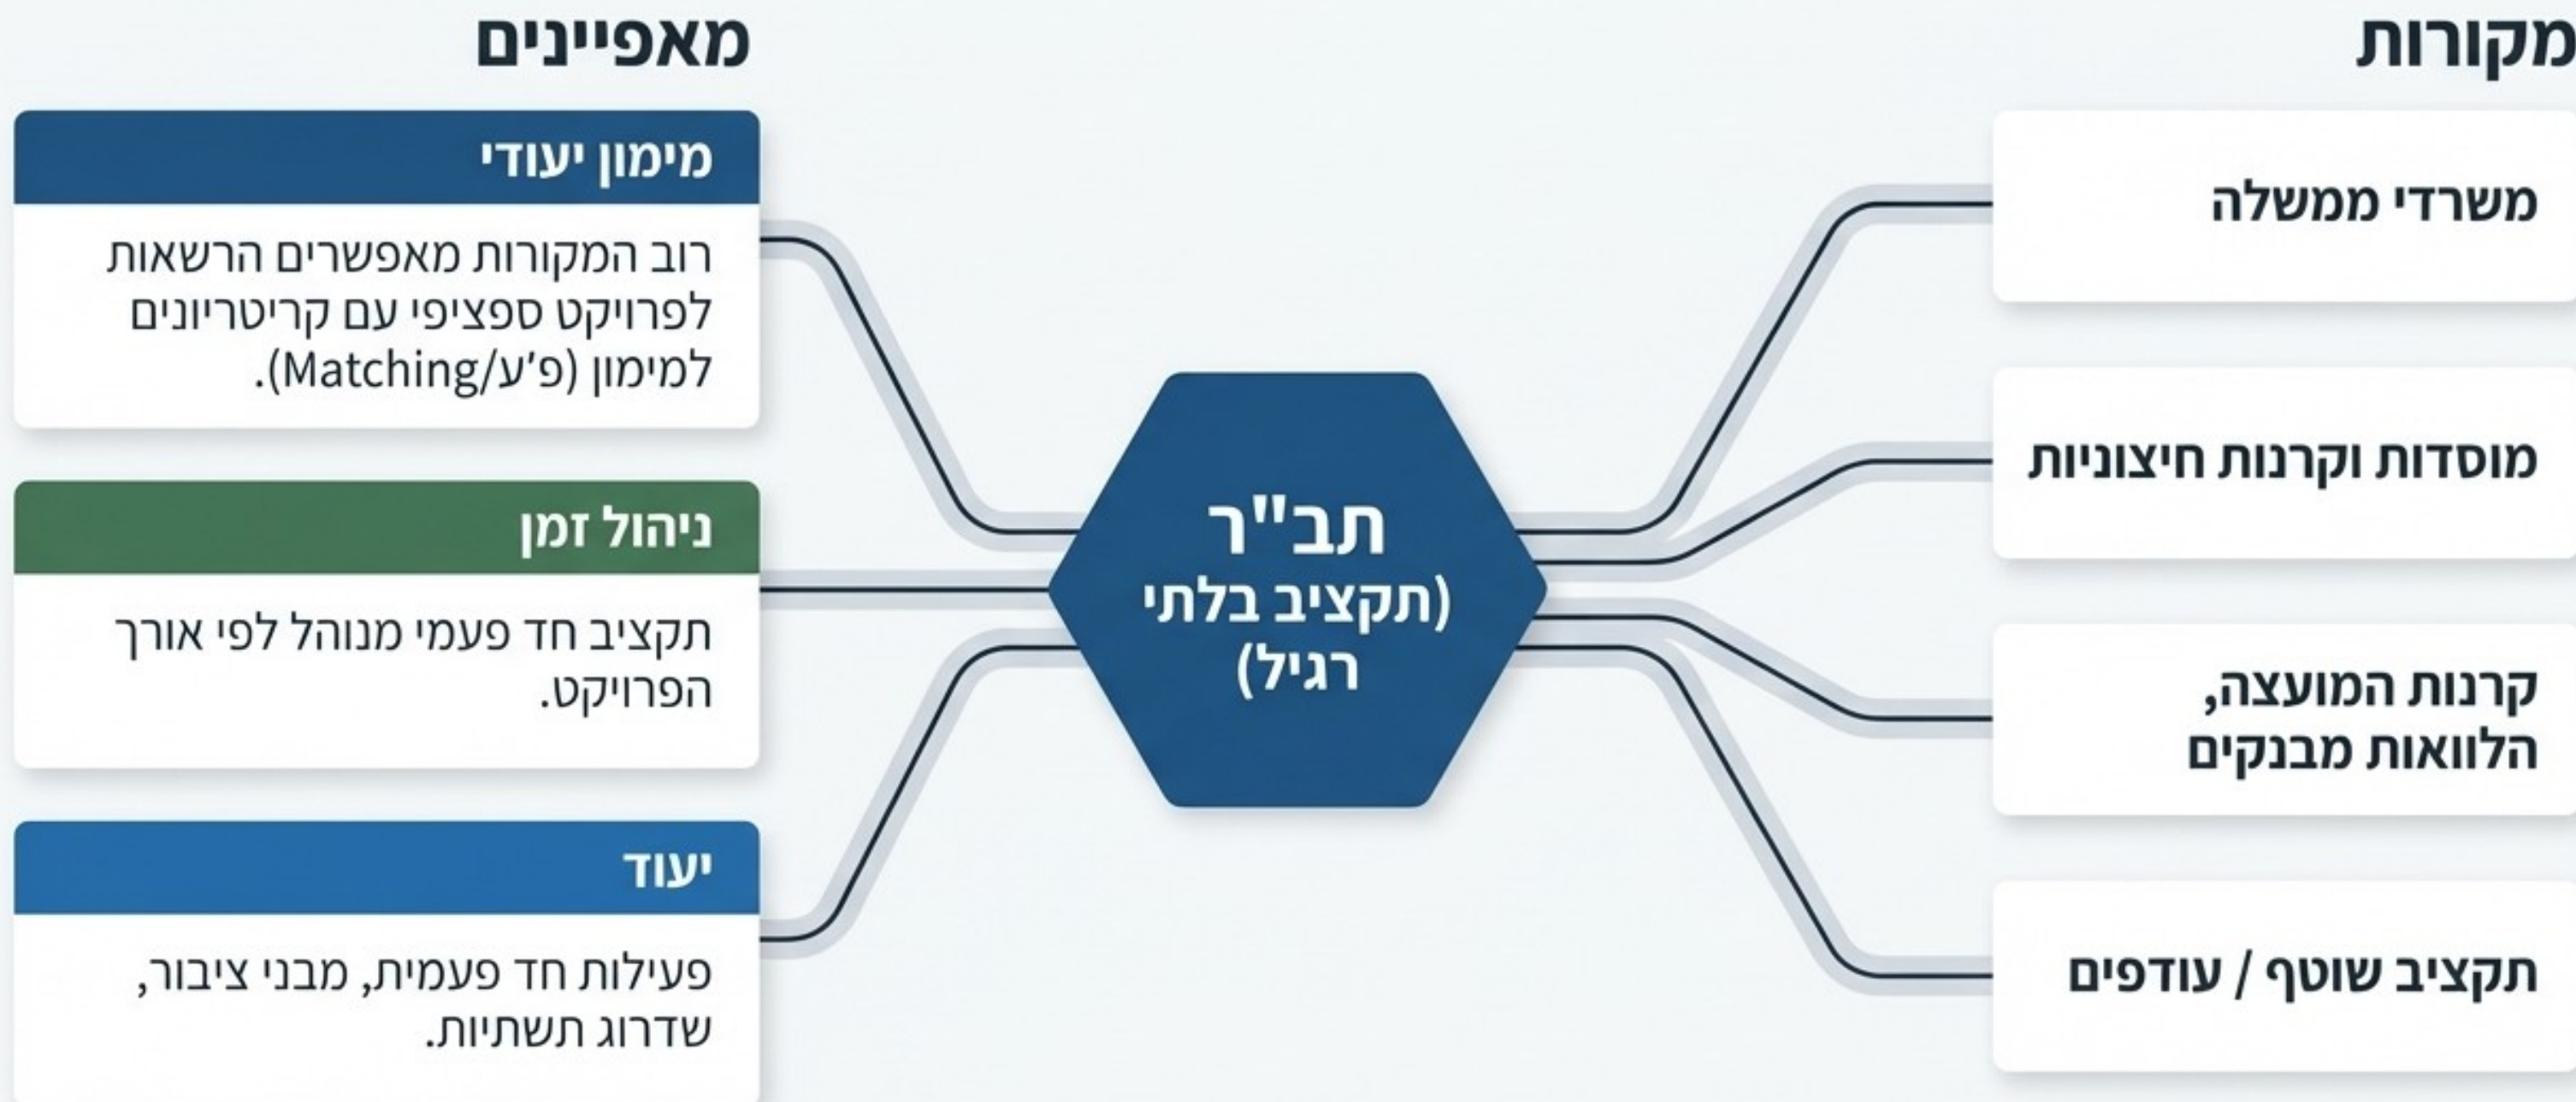 מקורות
משרדי ממשלה
מוסדות וקרנות חיצוניות
קרנות המועצה,
הלוואות מבנקים
תקציב שוטף / עודפים
תב"ר
(תקציב בלתי
רגיל)
מאפיינים
מימון יעודי
רוב המקורות מאפשרים הרשאות
לפרויקט ספציפי עם קריטריונים
למימון (פ'ע/Matching).
ניהול זמן
תקציב חד פעמי מנוהל לפי אורך
הפרויקט.
יעוד
פעילות חד פעמית, מבני ציבור,
שדרוג תשתיות.